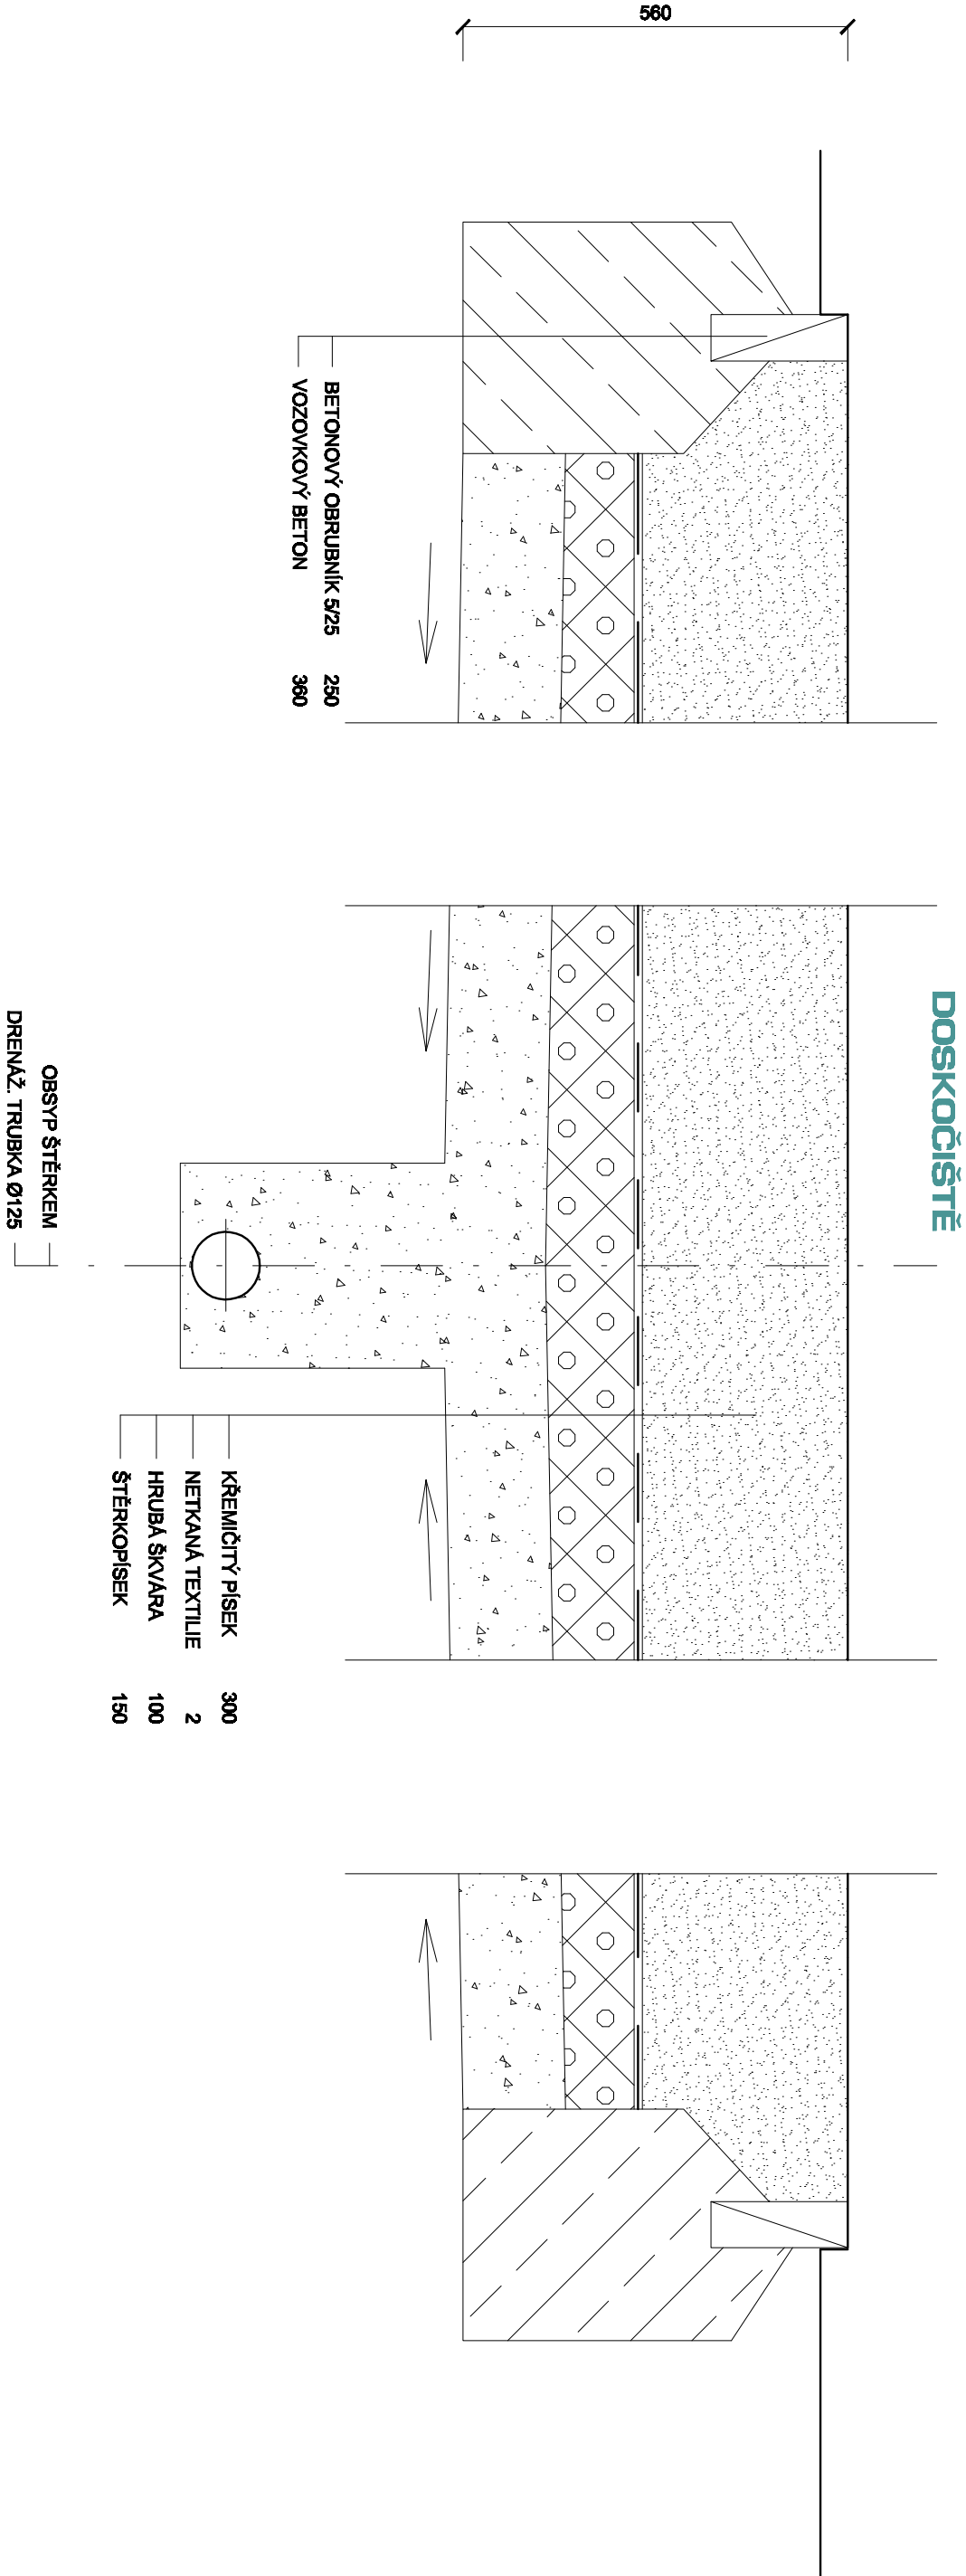 DOSKOČIŠTĚ
560
BETONOVÝ OBRUBNÍK 5/25 250
VOZOVKOVÝ BETON 360
OBSYP ŠTĚRKEM
DRENÁŽ. TRUBKA Ø125
KŘEMIČITÝ PÍSEK 300
NETKANÁ TEXTILIE 2
HRUBÁ ŠKVÁRA 100
ŠTĚRKOPÍSEK 150